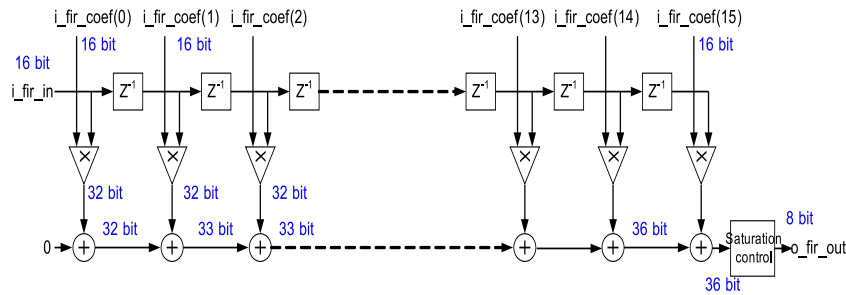 i_fir_coef(0) i_fir_coef(1) i_fir_coef(2) i_fir_coef(13) i_fir_coef(14) i_fir_coef(15)
16 bit 16 bit 16 bit
16 bit
i_fir_in Z-1 Z-1 Z-1 Z-1 Z-1 Z-1
× × × × × ×
32 bit 32 bit 32 bit
32 bit 33 bit 33 bit 36 bit 8 bit
0 + + + + + + Saturation control o_fir_out
36 bit